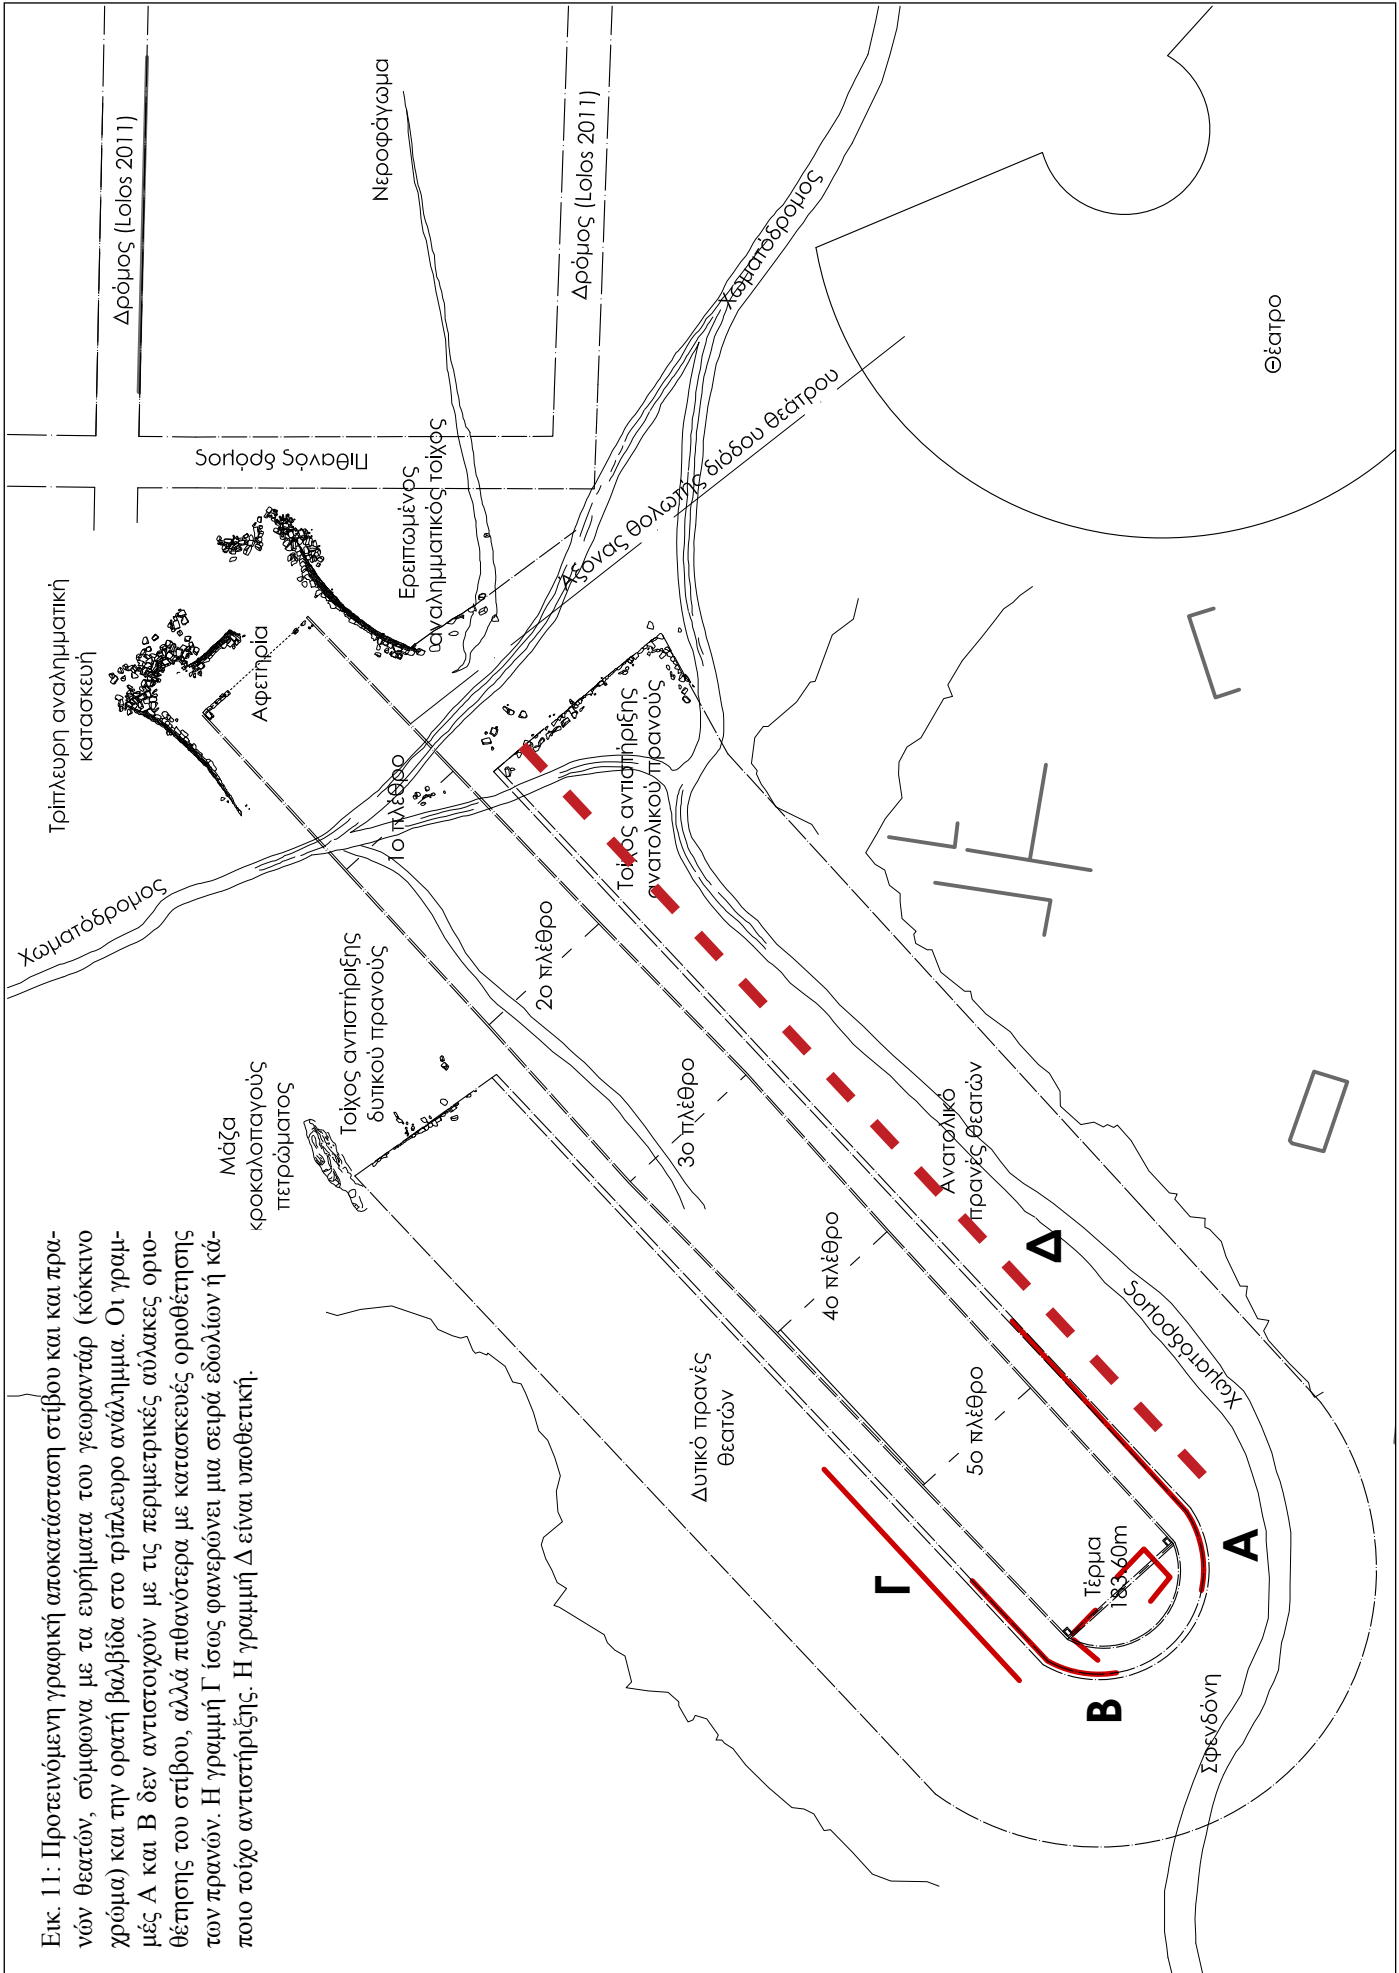 Εικ. 11: Προτεινόμενη γραφική αποκατάσταση στίβου και πρα-
νών θεατών, σύμφωνα με τα ευρήματα του γεωραντάρ (κόκκινο
χρώμα) και την ορατή βαλβίδα στο τρίπλευρο ανάλημμα. Οι γραμ-
μές Α και Β δεν αντιστοιχούν με τις περιμετρικές αύλακες οριο-
θέτησης του στίβου, αλλά πιθανότερα με κατασκευές οριοθέτησης
των πρανών. Η γραμμή Γ ίσως φανερώνει μια σειρά εδωλίων ή κά-
ποιο τοίχο αντιστήριξης. Η γραμμή Δ είναι υποθετική.
Χωματόδρομος
Τρίπλευρη αναλημματική
κατασκευή
Δρόμος (Lolos 2011)
Πιθανός δρόμος
Αφετηρία
Νεροφάγωμα
Ερειπωμένος
αναλημματικός τοίχος
Δρόμος (Lolos 2011)
Μάζα
κροκαλοπαγούς
πετρώματος
Τοίχος αντιστήριξης
δυτικού πρανούς
1ο πλέθρο
2ο πλέθρο
3ο πλέθρο
4ο πλέθρο
5ο πλέθρο
Τοίχος αντιστήριξης
ανατολικού πρανούς
Άξονας θολωτής διόδου θεάτρου
Χωματόδρομος
Θέατρο
Δυτικό πρανές
θεατών
Ανατολικό
πρανές θεατών
Γ
Δ
Β
Α
Τέρμα
183.60m
Χωματόδρομος
Σφενδόνη